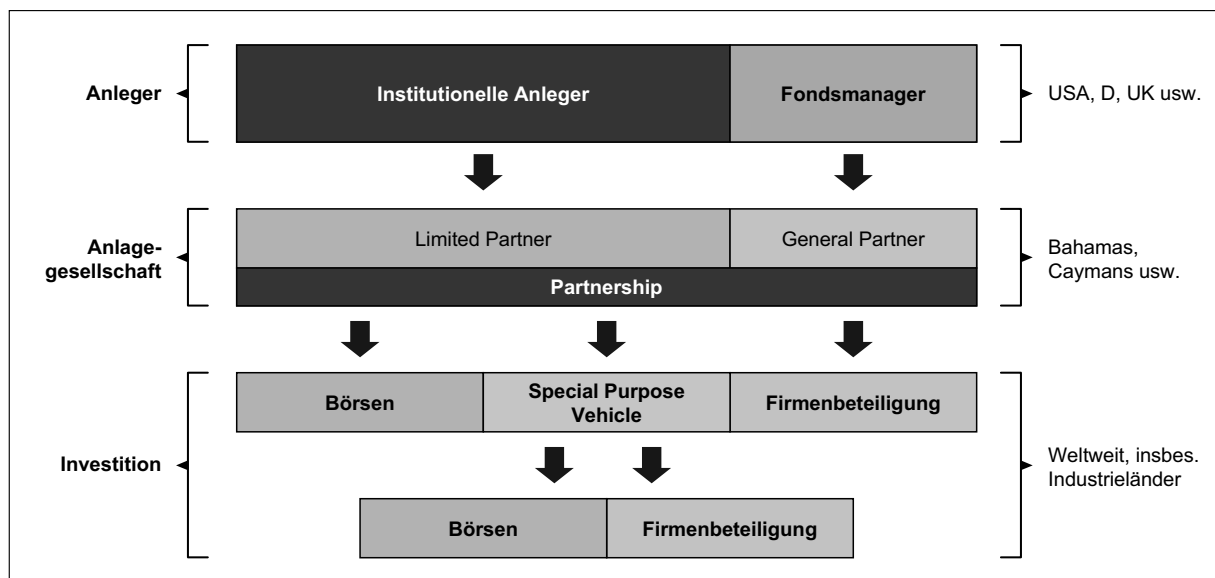 Anleger
Institutionelle Anleger
Fondsmanager
USA, D, UK usw.
Anlage-
gesellschaft
Limited Partner
General Partner
Partnership
Bahamas,
Caymans usw.
Investition
Börsen
Special Purpose
Vehicle
Firmenbeteiligung
Börsen
Firmenbeteiligung
Weltweit, insbes.
Industrieländer